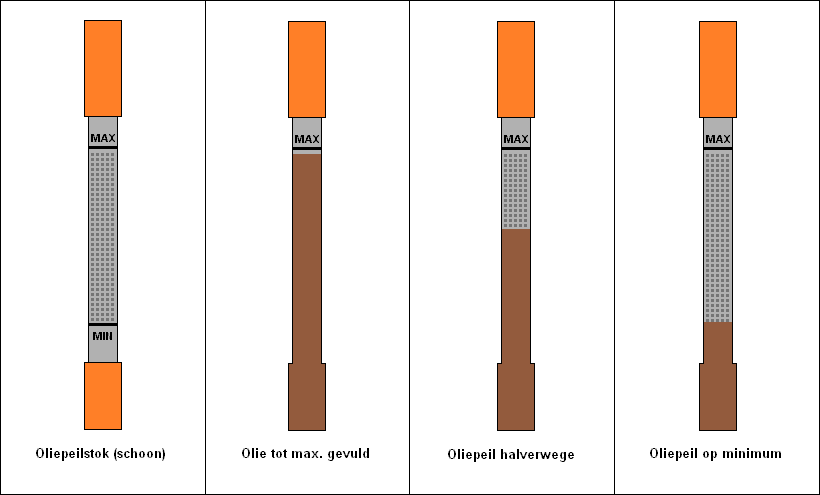 MAX
MIN
Oliepeilstok (schoon)
MAX
Olie tot max. gevuld
MAX
Oliepeil halverwege
MAX
Oliepeil op minimum